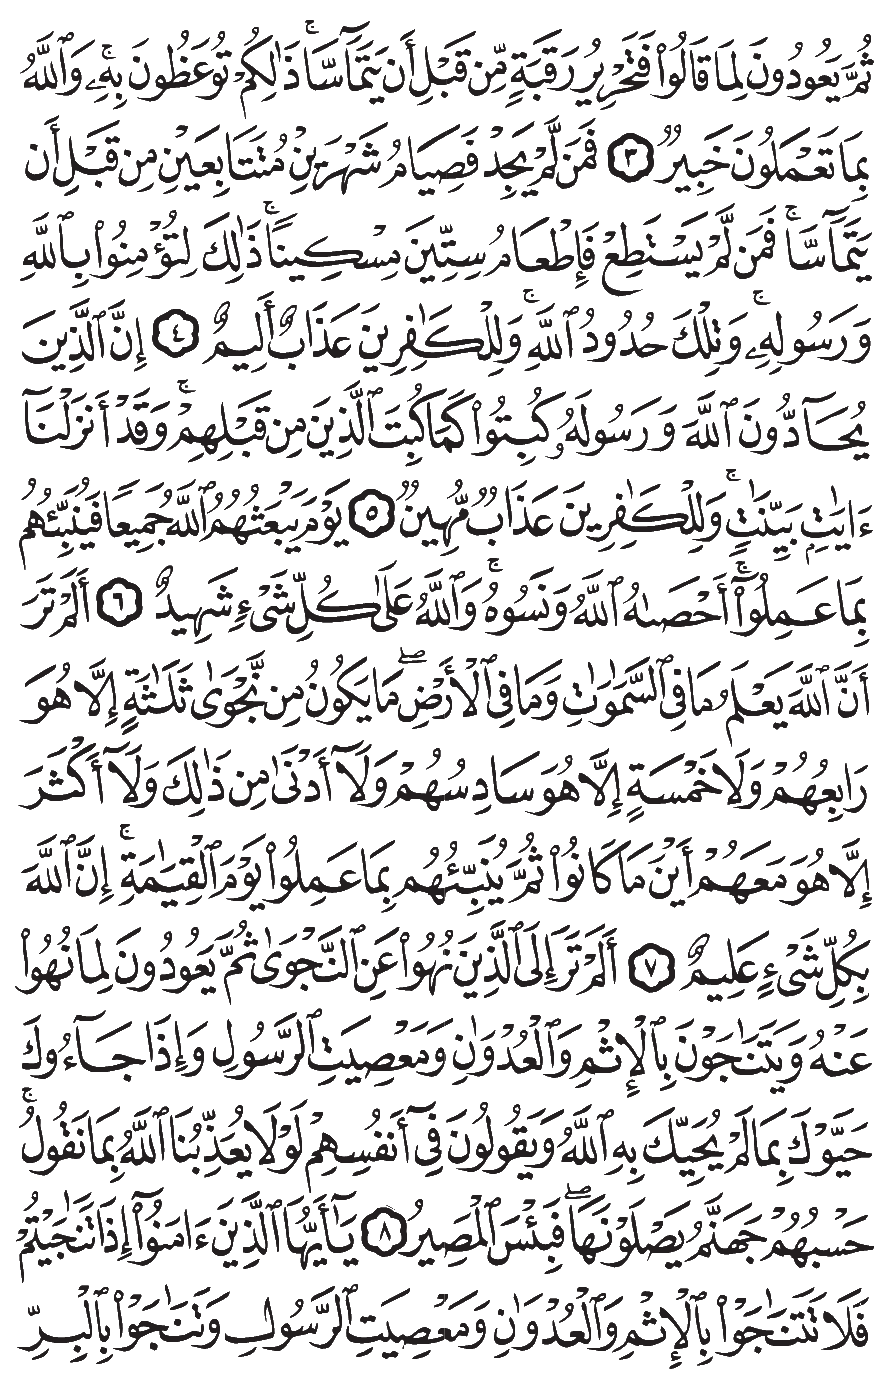 ثُمَّ يَعُودُونَ لِمَا قَالُوا۟ فَتَحْرِيرُ رَقَبَةٍ مِّن قَبْلِ أَن يَتَمَآسَّا ۚ ذَٰلِكُمْ تُوعَظُونَ بِهِۦ ۚ وَٱللَّهُ
بِمَا تَعْمَلُونَ خَبِيرٌ ٣ فَمَن لَّمْ يَجِدْ فَصِيَامُ شَهْرَيْنِ مُتَتَابِعَيْنِ مِن قَبْلِ أَن
يَتَمَآسَّا ۖ فَمَن لَّمْ يَسْتَطِعْ فَإِطْعَامُ سِتِّينَ مِسْكِينًا ۚ ذَٰلِكَ لِتُؤْمِنُوا۟ بِٱللَّهِ
وَرَسُولِهِۦ ۚ وَتِلْكَ حُدُودُ ٱللَّهِ ۗ وَلِلْكَٰفِرِينَ عَذَابٌ أَلِيمٌ ٤ إِنَّ ٱلَّذِينَ
يُحَآدُّونَ ٱللَّهَ وَرَسُولَهُۥ كُبِتُوا۟ كَمَا كُبِتَ ٱلَّذِينَ مِن قَبْلِهِمْ ۚ وَقَدْ أَنزَلْنَآ
ءَايَٰتٍۭ بَيِّنَٰتٍ ۚ وَلِلْكَٰفِرِينَ عَذَابٌ مُّهِينٌ ٥ يَوْمَ يَبْعَثُهُمُ ٱللَّهُ جَمِيعًا فَيُنَبِّئُهُم
بِمَا عَمِلُوٓا۟ ۚ أَحْصَىٰهُ ٱللَّهُ وَنَسُوهُ ۚ وَٱللَّهُ عَلَىٰ كُلِّ شَىْءٍ شَهِيدٌ ٦ أَلَمْ تَرَ
أَنَّ ٱللَّهَ يَعْلَمُ مَا فِى ٱلسَّمَٰوَٰتِ وَمَا فِى ٱلْأَرْضِ ۖ مَا يَكُونُ مِن نَّجْوَىٰ ثَلَٰثَةٍ إِلَّا هُوَ
رَابِعُهُمْ وَلَا خَمْسَةٍ إِلَّا هُوَ سَادِسُهُمْ وَلَآ أَدْنَىٰ مِن ذَٰلِكَ وَلَآ أَكْثَرَ
إِلَّا هُوَ مَعَهُمْ أَيْنَ مَا كَانُوا۟ ۖ ثُمَّ يُنَبِّئُهُم بِمَا عَمِلُوا۟ يَوْمَ ٱلْقِيَٰمَةِ ۚ إِنَّ ٱللَّهَ
بِكُلِّ شَىْءٍ عَلِيمٌ ٧ أَلَمْ تَرَ إِلَى ٱلَّذِينَ نُهُوا۟ عَنِ ٱلنَّجْوَىٰ ثُمَّ يَعُودُونَ لِمَا نُهُوا۟
عَنْهُ وَيَتَنَٰجَوْنَ بِٱلْإِثْمِ وَٱلْعُدْوَٰنِ وَمَعْصِيَتِ ٱلرَّسُولِ وَإِذَا جَآءُوكَ
حَيَّوْكَ بِمَا لَمْ يُحَيِّكَ بِهِ ٱللَّهُ وَيَقُولُونَ فِىٓ أَنفُسِهِمْ لَوْلَا يُعَذِّبُنَا ٱللَّهُ بِمَا نَقُولُ ۚ
حَسْبُهُمْ جَهَنَّمُ يَصْلَوْنَهَا ۖ فَبِئْسَ ٱلْمَصِيرُ ٨ يَٰٓأَيُّهَا ٱلَّذِينَ ءَامَنُوٓا۟ إِذَا تَنَٰجَيْتُمْ
فَلَا تَتَنَٰجَوْا۟ بِٱلْإِثْمِ وَٱلْعُدْوَٰنِ وَمَعْصِيَتِ ٱلرَّسُولِ وَتَنَٰجَوْا۟ بِٱلْبِرِّ